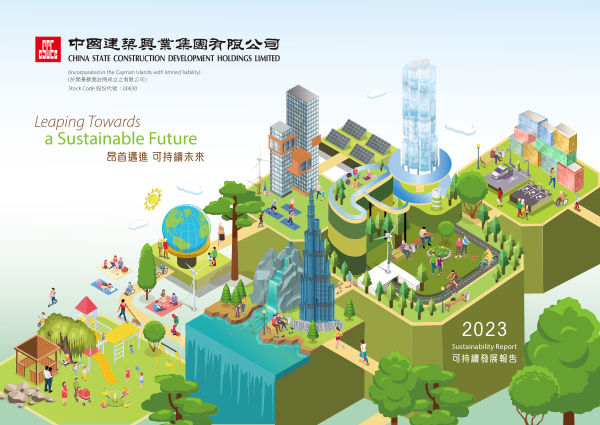 中國建築興業集團有限公司
CHINA STATE CONSTRUCTION DEVELOPMENT HOLDINGS LIMITED
(Incorporated in the Cayman Islands with limited liability)
(於開曼群島註冊成立之有限公司)
Stock Code 股份代號：00830
Leaping Towards
a Sustainable Future
昂首邁進 可持續未來
2023
Sustainability Report
可持續發展報告